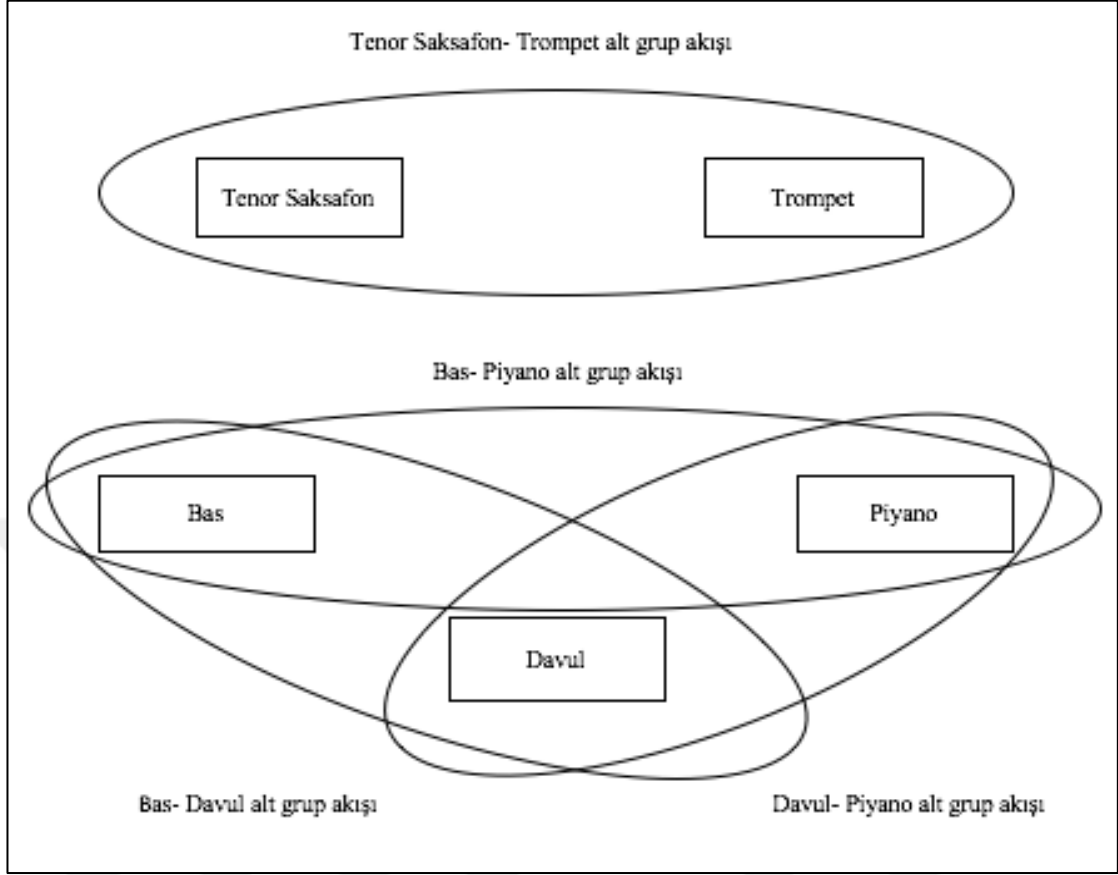 Tenor Saksafon- Trompet alt grup akışı
Tenor Saksafon
Trompet
Bas- Piyano alt grup akışı
Bas
Piyano
Davul
Bas- Davul alt grup akışı
Davul- Piyano alt grup akışı